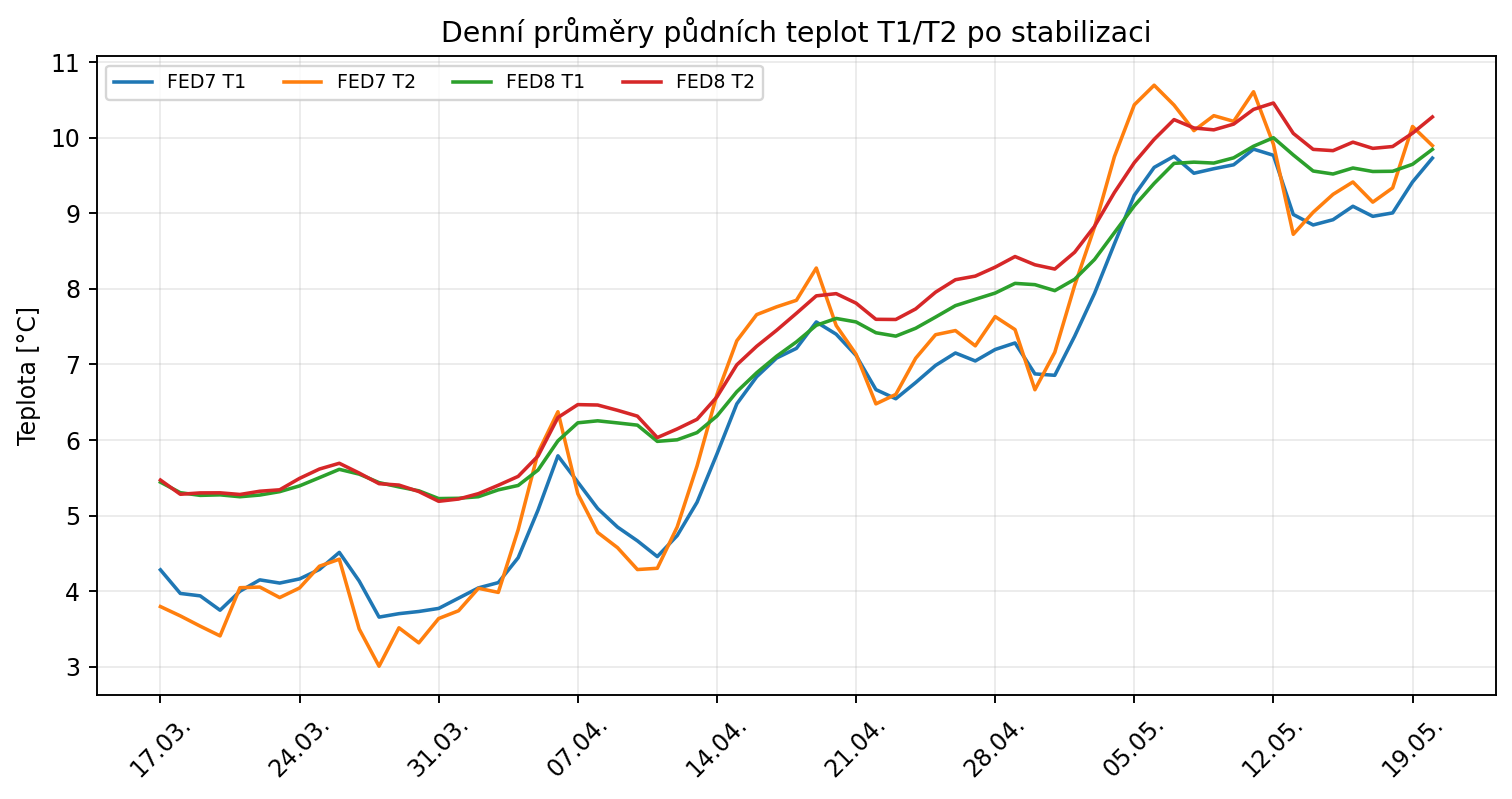 Denní průměry půdních teplot T1/T2 po stabilizaci
FED7 T1 FED7 T2 FED8 T1 FED8 T2
Teplota [°C]
11
10
9
8
7
6
5
4
3
17.03. 24.03. 31.03. 07.04. 14.04. 21.04. 28.04. 05.05. 12.05. 19.05.